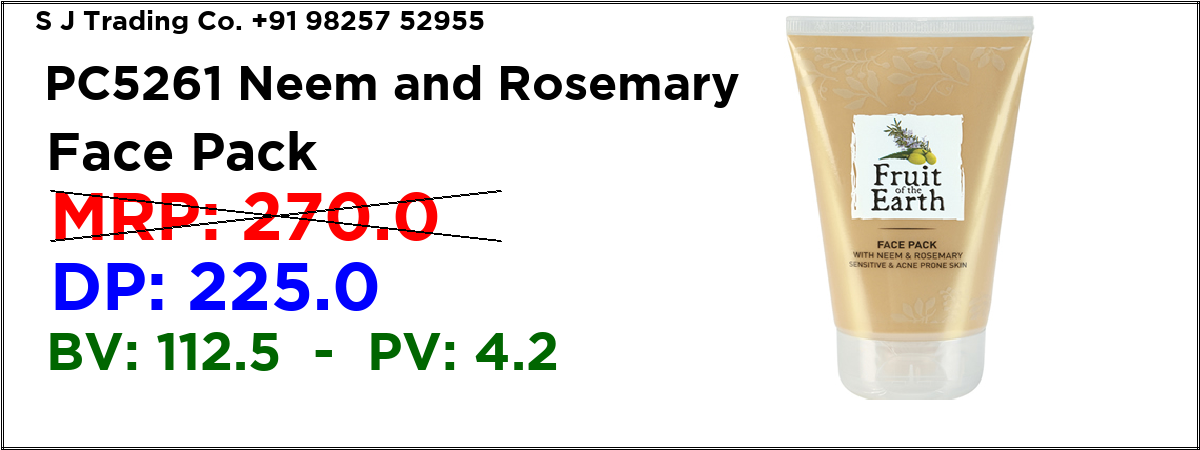 S J Trading Co. +91 98257 52955
PC5261 Neem and Rosemary
Face Pack
MRP: 270.0
DP: 225.0
BV: 112.5 - PV: 4.2
Fruit
of the
Earth
FACE PACK
WITH NEEM & ROSEMARY
SENSITIVE & ACNE PRONE SKIN